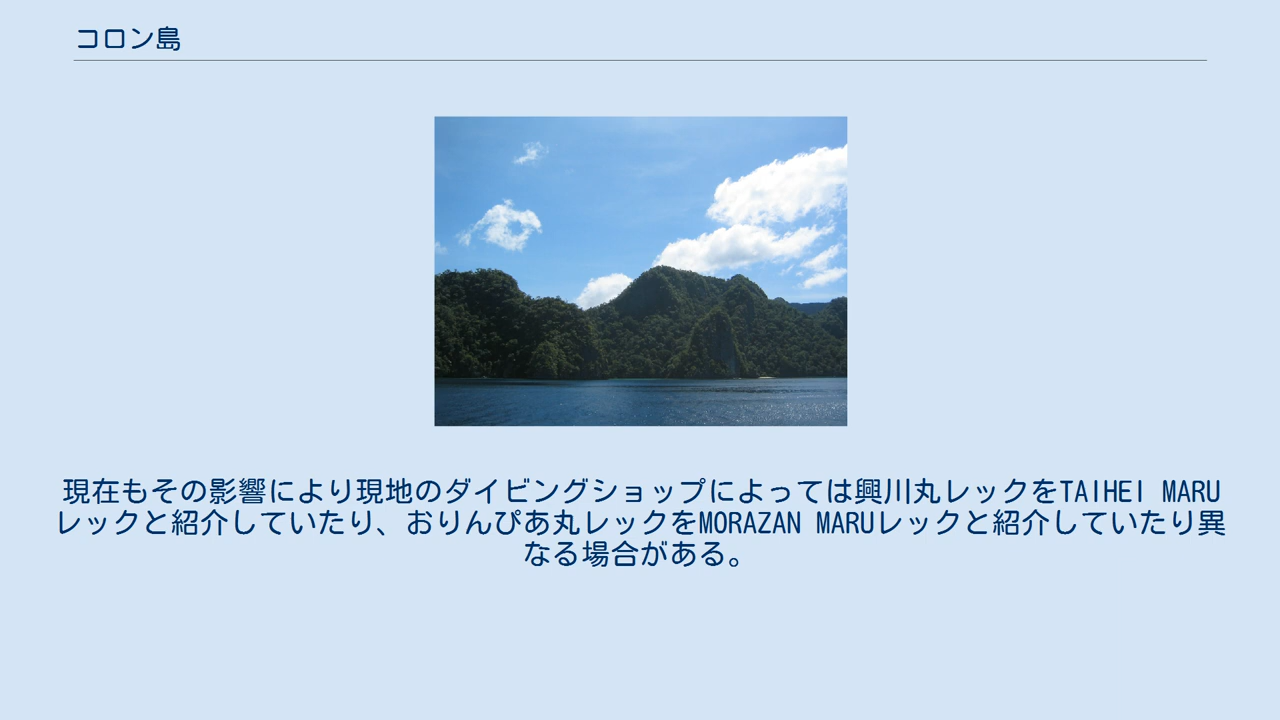 コロン島
現在もその影響により現地のダイビングショップによっては興川丸レックをTAIHEI MARU
レックと紹介していたり、おりんぴあ丸レックをMORAZAN MARUレックと紹介していたり異
なる場合がある。